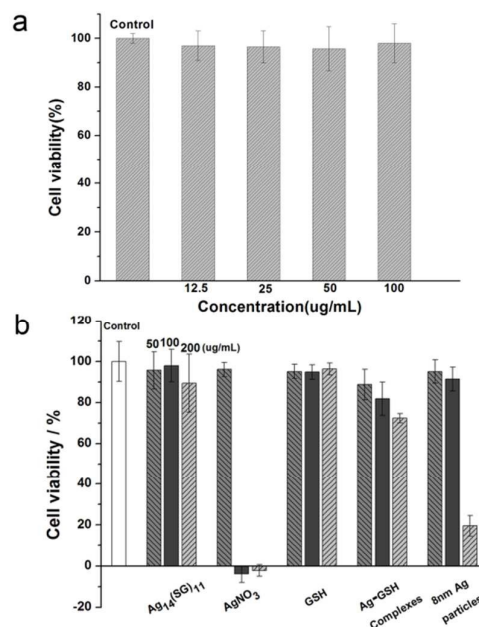 a
Control
100
80
60
40
20
0
Cell viability(%)
12.5 25 50 100
Concentration(ug/mL)
b
120
100
80
60
40
20
0
-20
Cell viability / %
Control
50 100 200 (ug/mL)
Ag14(SG)11
AgNO3
GSH
Ag-GSH
Complexes
8nm Ag
particles